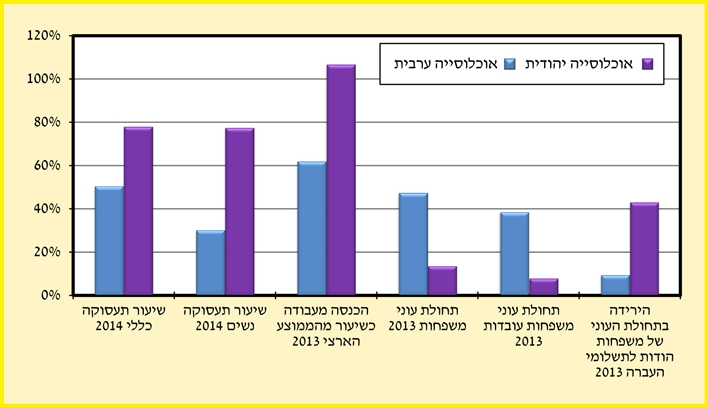 120%
100%
80%
60%
40%
20%
0%
אוכלוסייה יהודית
אוכלוסייה ערבית
שיעור תעסוקה
כללי 2014
שיעור תעסוקה
נשים 2014
הכנסה מעבודה
כשיעור מהממוצע
הארצי 2013
תחולת עוני
משפחות 2013
תחולת עוני
משפחות עובדות
2013
הירידה
בתחולת העוני
של משפחות
הודות לתשלומי
העברה 2013